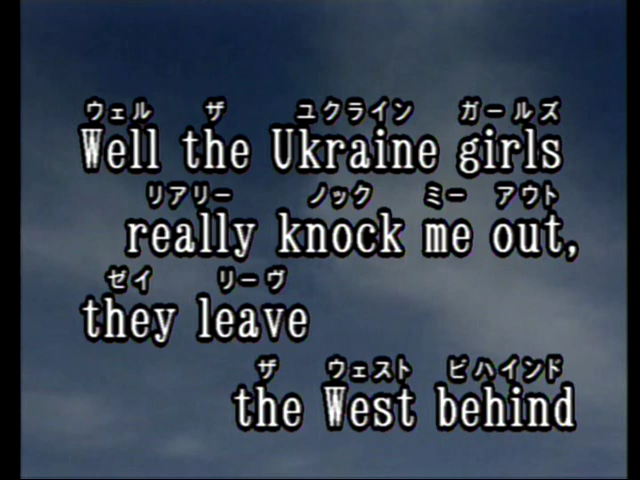 ウェル ザ ユクライン ガールズ
Well the Ukraine girls
リアリー ノック ミー アウト
really knock me out,
ゼイ リーヴ
they leave
ザ ウェスト ビハインド
the West behind